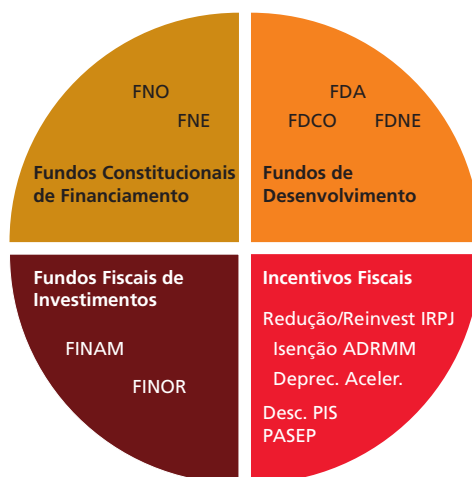 FNO
FNE
Fundos Constitucionais
de Financiamento
FDA
FDCO FDNE
Fundos de
Desenvolvimento
Fundos Fiscais de
Investimentos
FINAM
FINOR
Incentivos Fiscais
Redução/Reinvest IRPJ
Isenção ADRMM
Deprec. Aceler.
Desc. PIS
PASEP